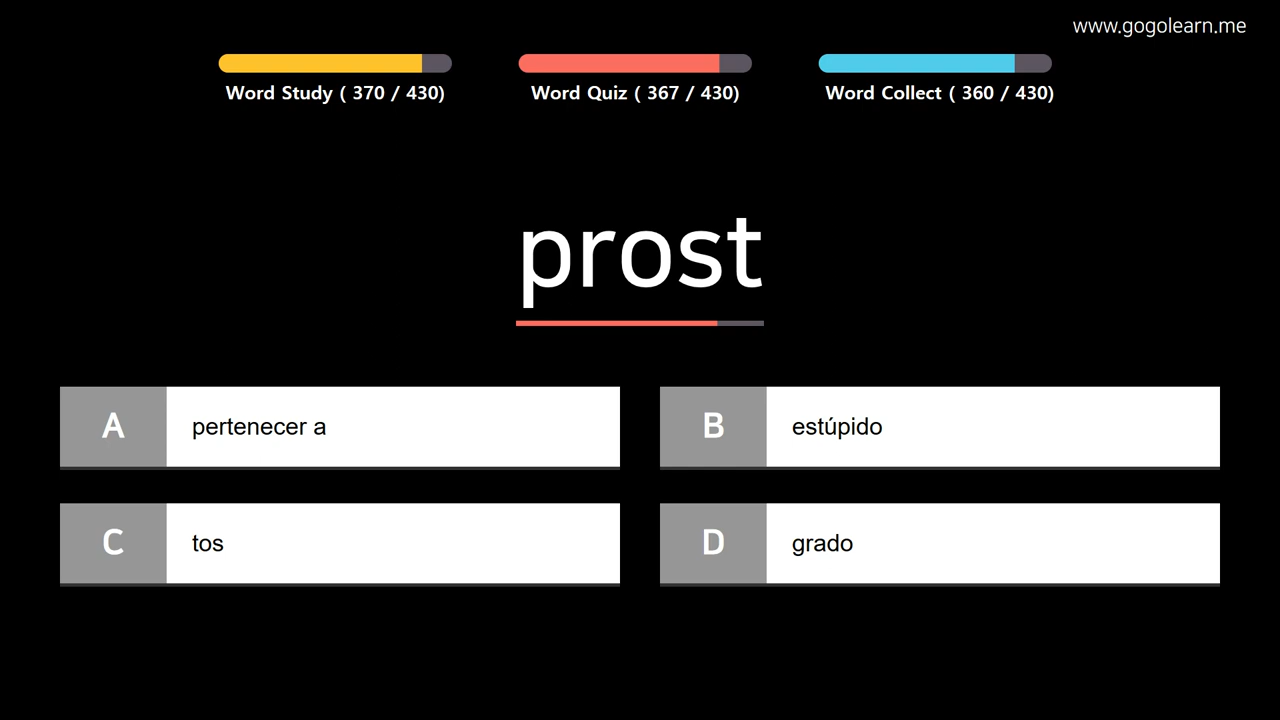 www.gogolearn.me
Word Study ( 370 / 430)
Word Quiz ( 367 / 430)
Word Collect ( 360 / 430)
prost
A pertenecer a
B estúpido
C tos
D grado